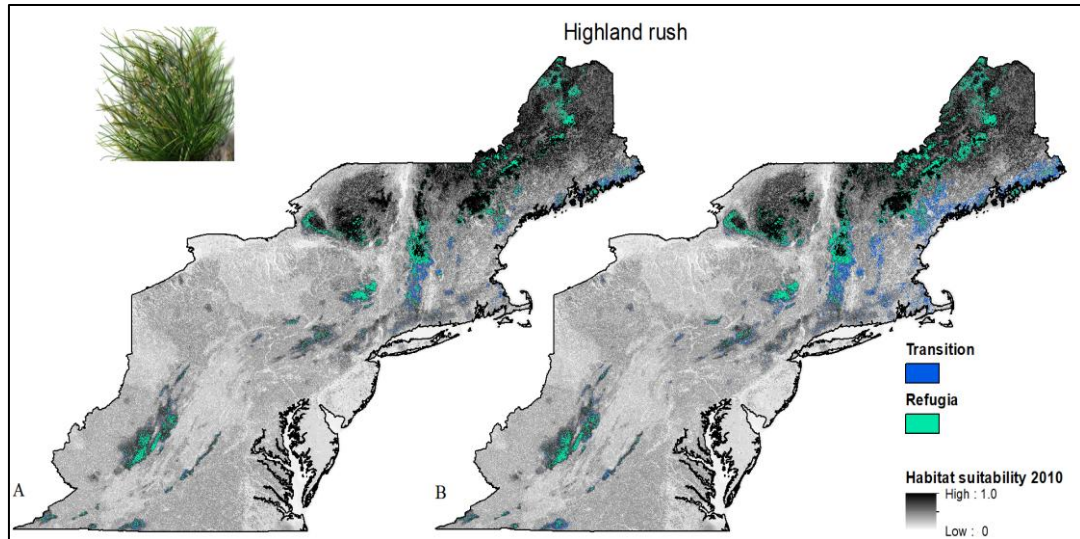 Highland rush
Transition
Refugia
Habitat suitability 2010
High : 1.0
Low : 0
A
B